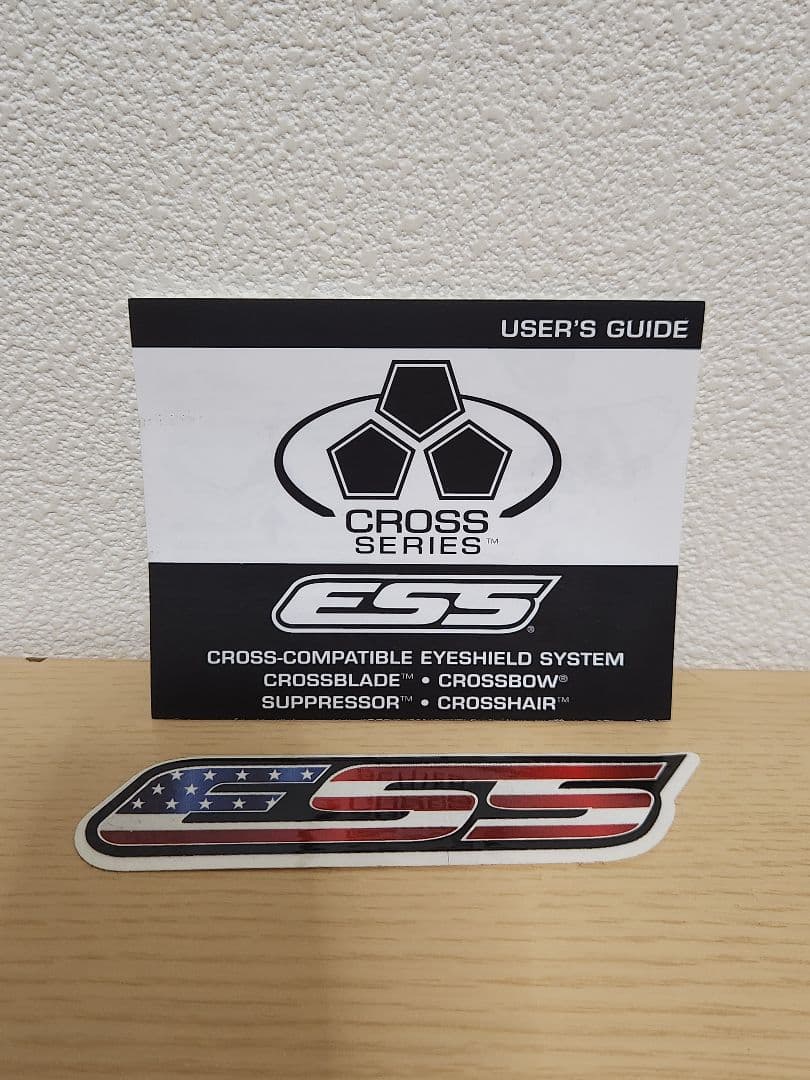 USER'S GUIDE
CROSS
SERIES™
ESS®
CROSS-COMPATIBLE EYESHIELD SYSTEM
CROSSBLADE™ • CROSSBOW®
SUPPRESSOR™ • CROSSHAIR™
ESS